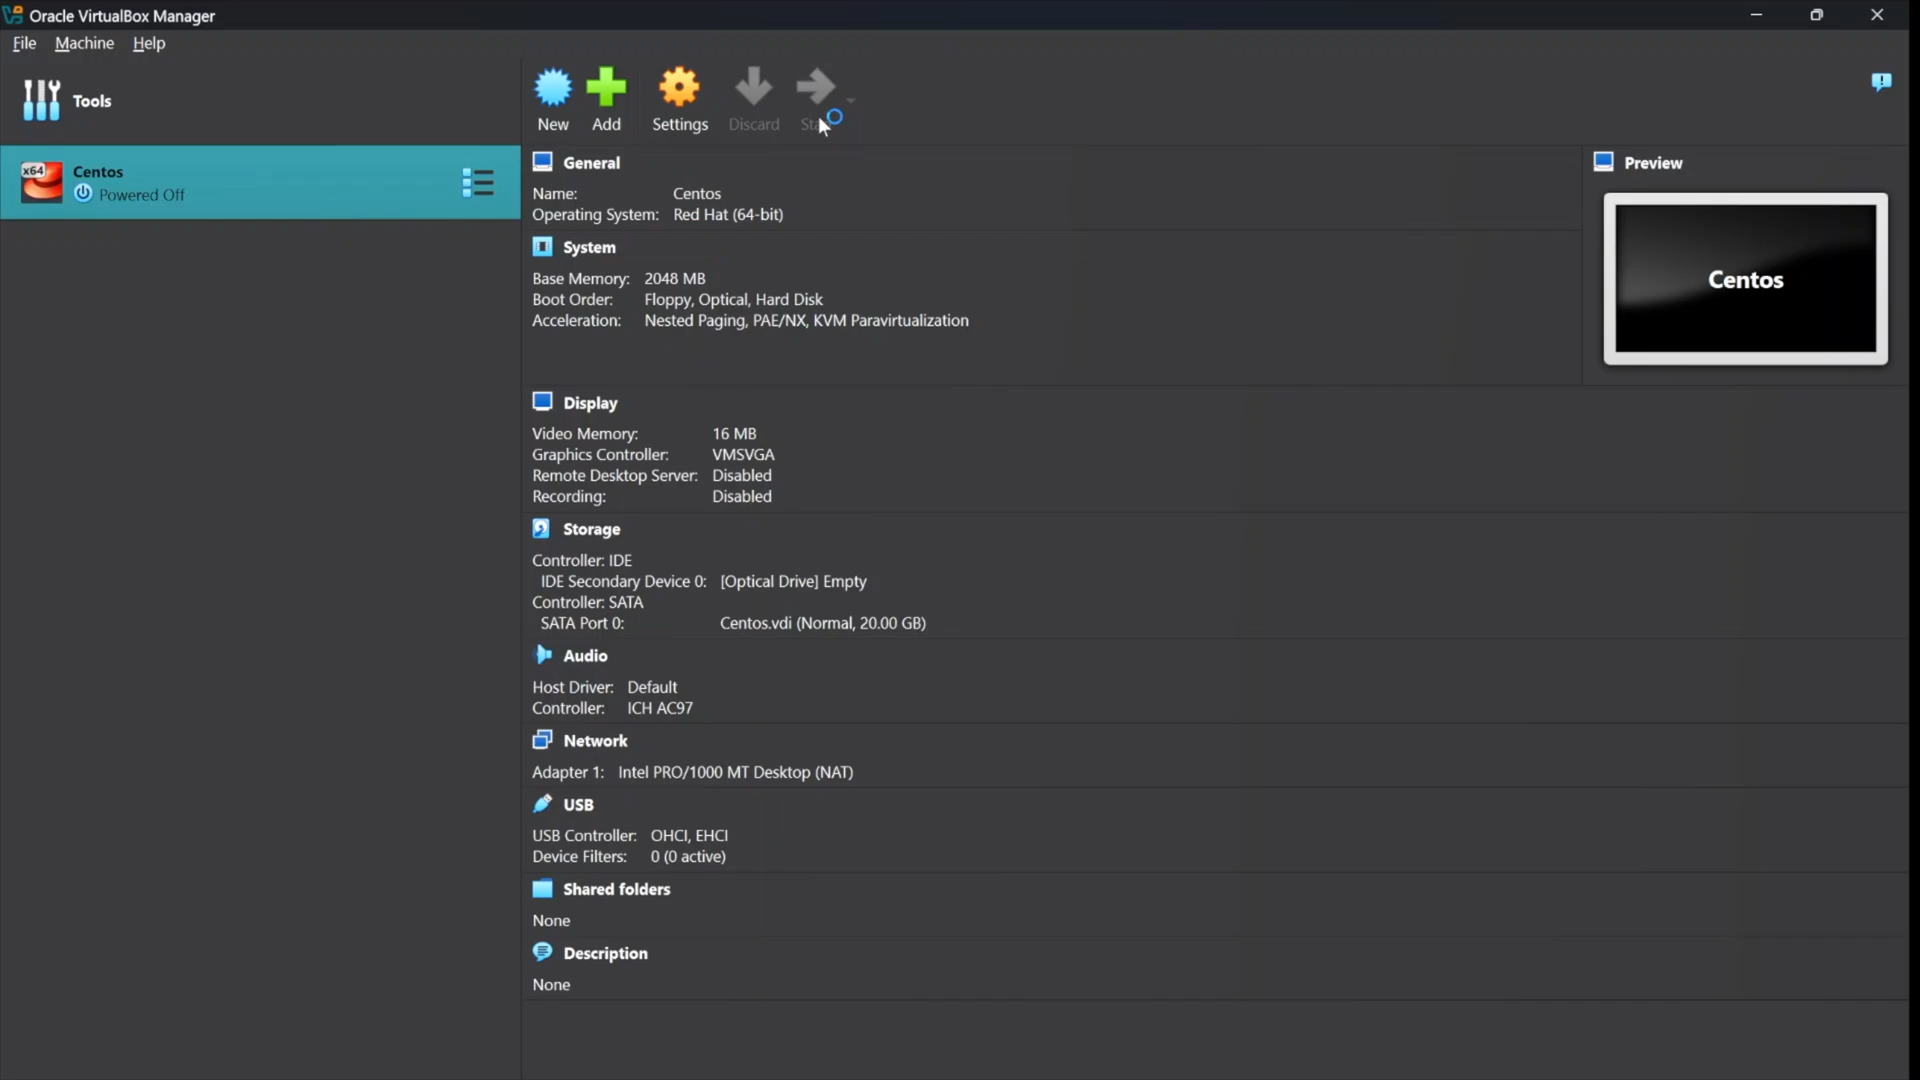 Oracle VirtualBox Manager
File Machine Help
Tools
New Add Settings Discard
x64
Centos
Powered Off
General
Name: Centos
Operating System: Red Hat (64-bit)
Preview
Centos
System
Base Memory: 2048 MB
Boot Order: Floppy, Optical, Hard Disk
Acceleration: Nested Paging, PAE/NX, KVM Paravirtualization
Display
Video Memory: 16 MB
Graphics Controller: VMSVGA
Remote Desktop Server: Disabled
Recording: Disabled
Storage
Controller: IDE
IDE Secondary Device 0: [Optical Drive] Empty
Controller: SATA
SATA Port 0: Centos.vdi (Normal, 20.00 GB)
Audio
Host Driver: Default
Controller: ICH AC97
Network
Adapter 1: Intel PRO/1000 MT Desktop (NAT)
USB
USB Controller: OHCI, EHCI
Device Filters: 0 (0 active)
Shared folders
None
Description
None